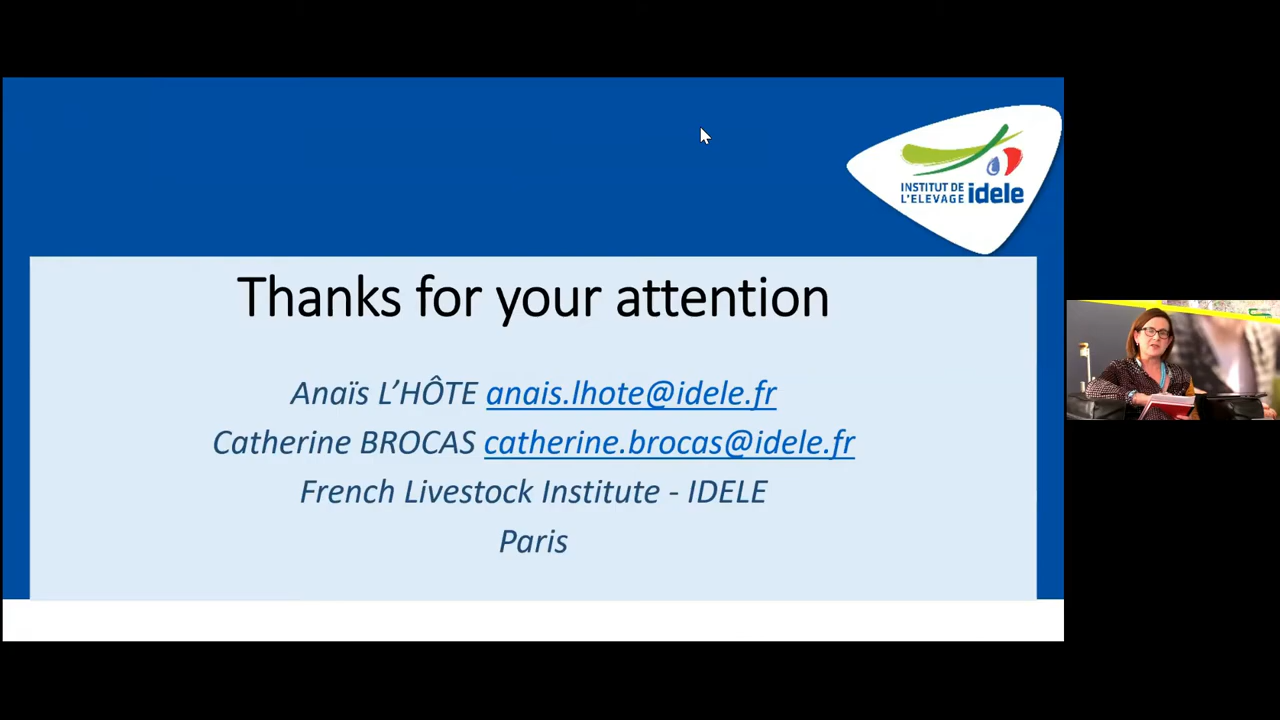 INSTITUT DE
L'ELEVAGE idele
Thanks for your attention
Anaïs L’HÔTE anais.lhote@idele.fr
Catherine BROCAS catherine.brocas@idele.fr
French Livestock Institute - IDELE
Paris